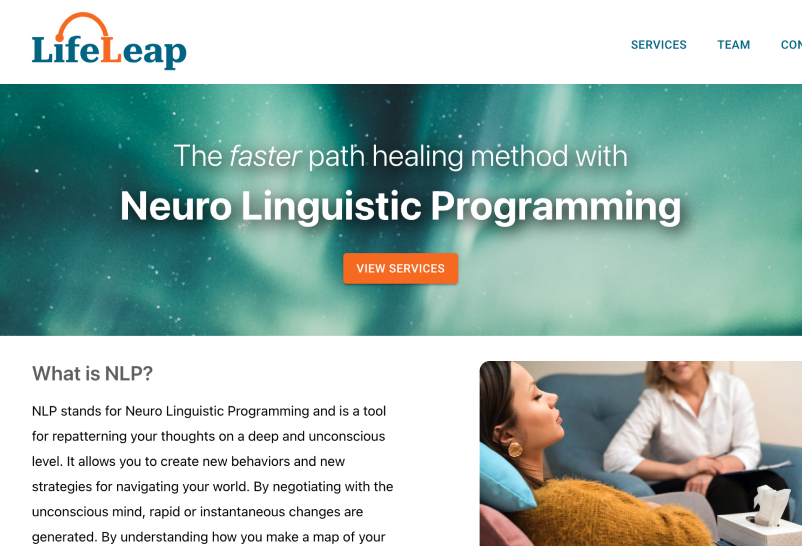 LifeLeap
SERVICES TEAM
The faster path healing method with
Neuro Linguistic Programming
VIEW SERVICES
What is NLP?
NLP stands for Neuro Linguistic Programming and is a tool
for repatterning your thoughts on a deep and unconscious
level. It allows you to create new behaviors and new
strategies for navigating your world. By negotiating with the
unconscious mind, rapid or instantaneous changes are
generated. By understanding how you make a map of your